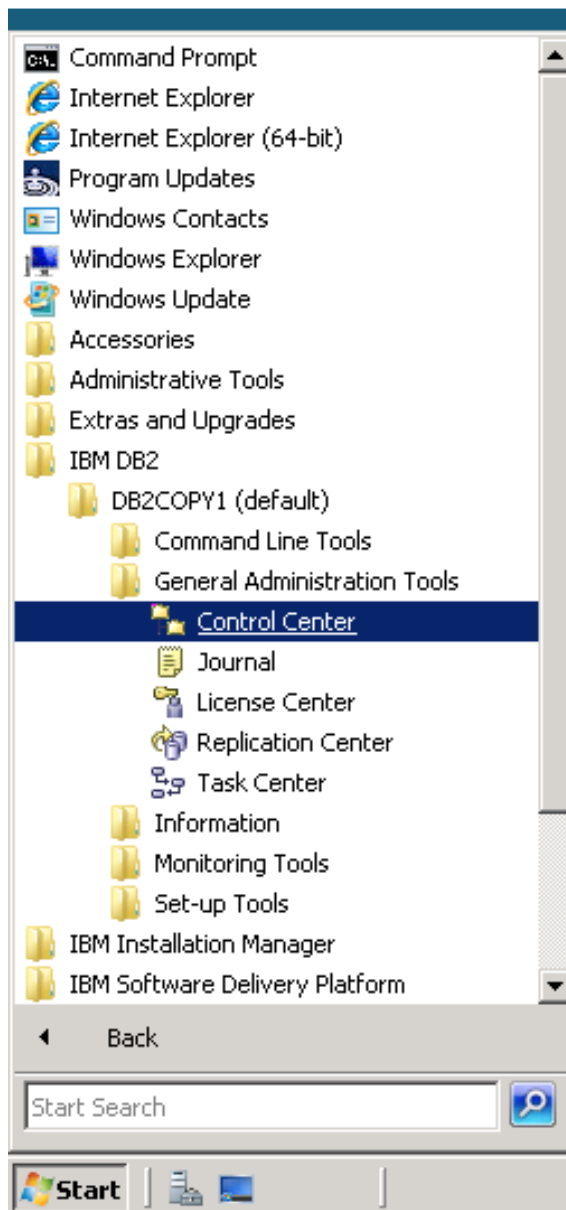 Command Prompt
Internet Explorer
Internet Explorer (64-bit)
Program Updates
Windows Contacts
Windows Explorer
Windows Update
Accessories
Administrative Tools
Extras and Upgrades
IBM DB2
DB2COPY1 (default)
Command Line Tools
General Administration Tools
Control Center
Journal
License Center
Replication Center
Task Center
Information
Monitoring Tools
Set-up Tools
IBM Installation Manager
IBM Software Delivery Platform
Back
Start Search
Start